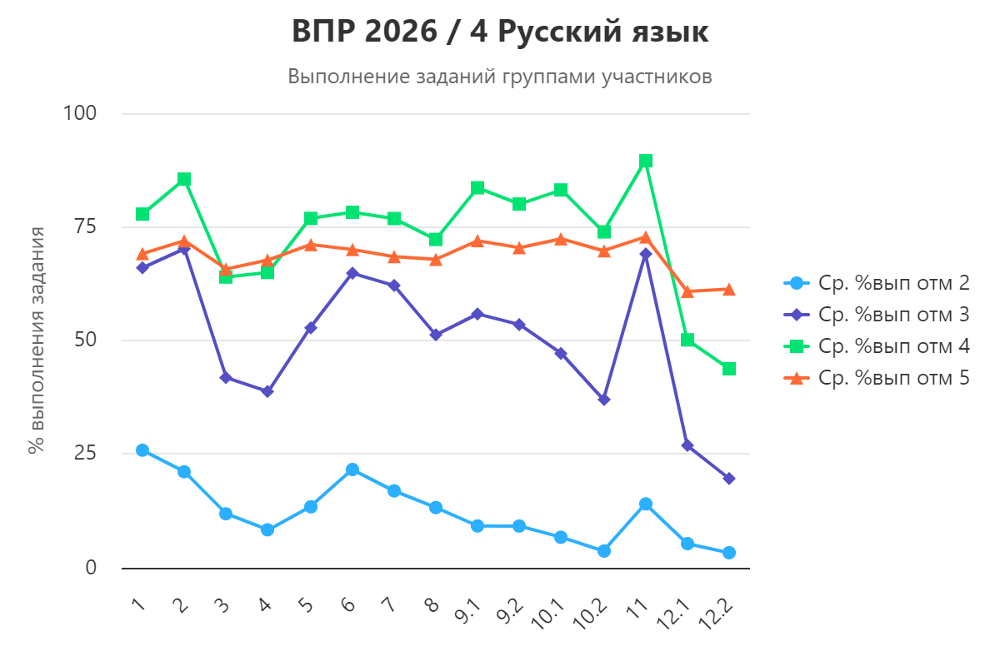 ВПР 2026 / 4 Русский язык
Выполнение заданий группами участников
% выполнения задания
100
75
50
25
0
1
2
3
4
5
6
7
8
9.1
9.2
10.1
10.2
11
12.1
12.2
Ср. %вып отм 2
Ср. %вып отм 3
Ср. %вып отм 4
Ср. %вып отм 5